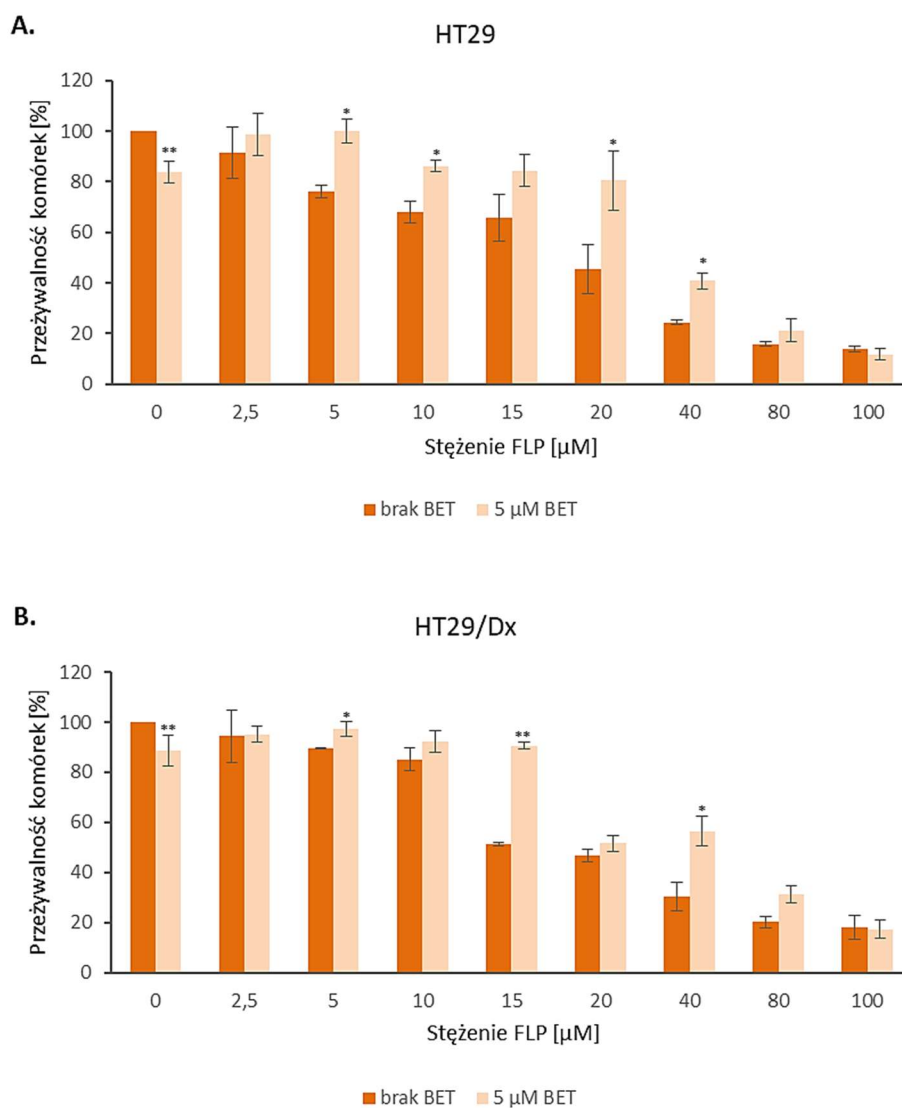 A.
HT29
Przeżywalność komórek [%]
120
100
80
60
40
20
0
** * * * *
0 2,5 5 10 15 20 40 80 100
Stężenie FLP [µM]
brak BET 5 µM BET
B.
HT29/Dx
Przeżywalność komórek [%]
120
100
80
60
40
20
0
** * ** *
0 2,5 5 10 15 20 40 80 100
Stężenie FLP [µM]
brak BET 5 µM BET